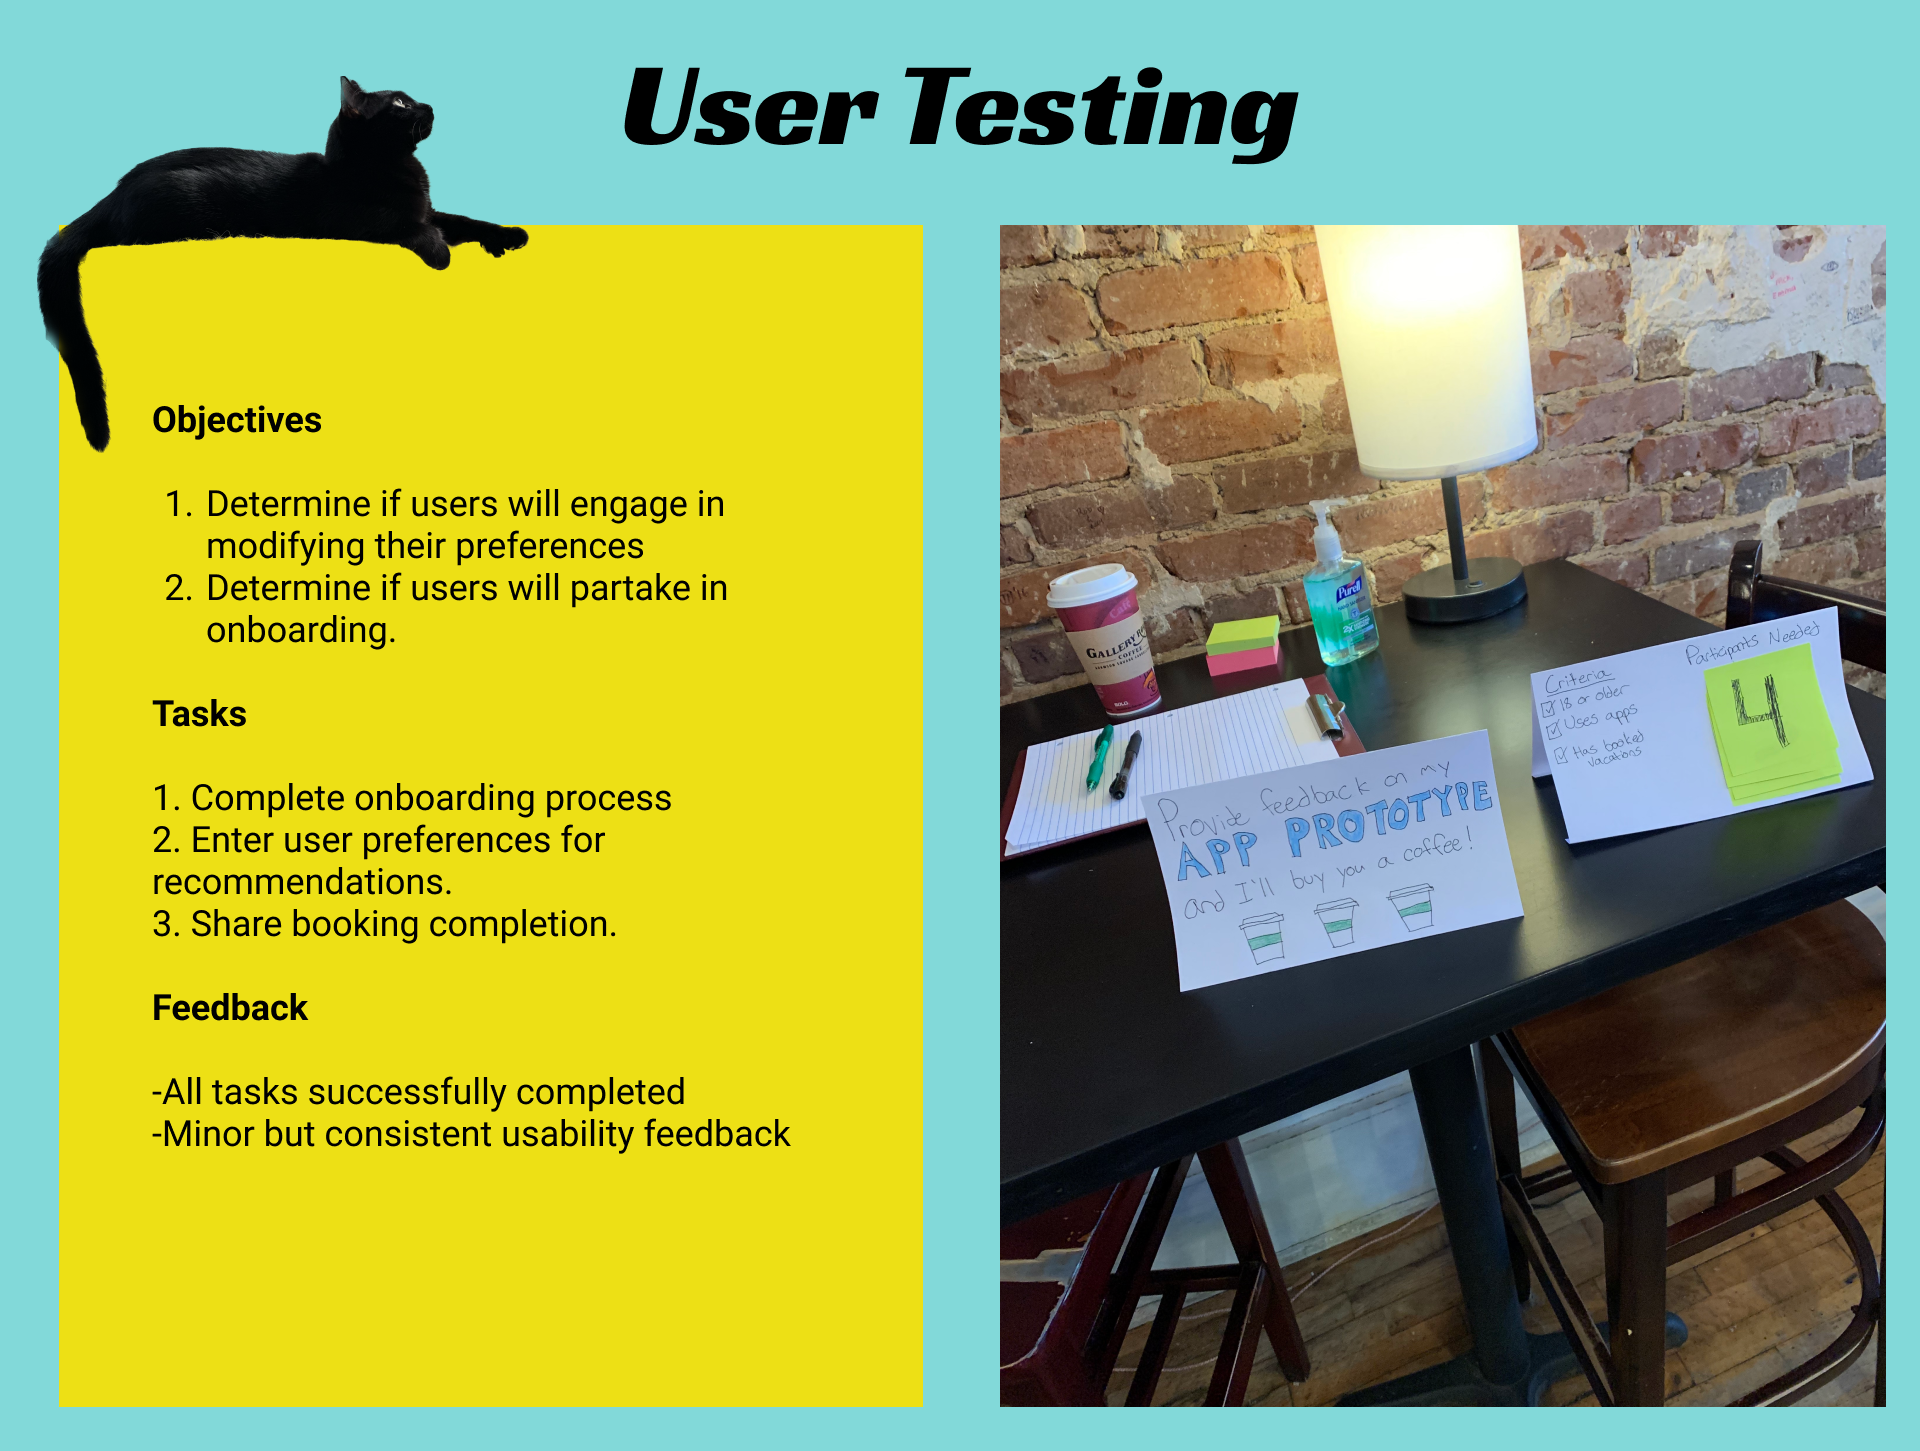 User Testing
Objectives
1. Determine if users will engage in
modifying their preferences
2. Determine if users will partake in
onboarding.
Tasks
1. Complete onboarding process
2. Enter user preferences for
recommendations.
3. Share booking completion.
Feedback
-All tasks successfully completed
-Minor but consistent usability feedback
Café
GALLERY
COFFEE
Purell
2X
Provide feedback on my
APP PROTOTYPE
and I'll buy you a coffee!
Participants Needed
4
Criteria
18 or older
Uses apps
Has booked
vacations